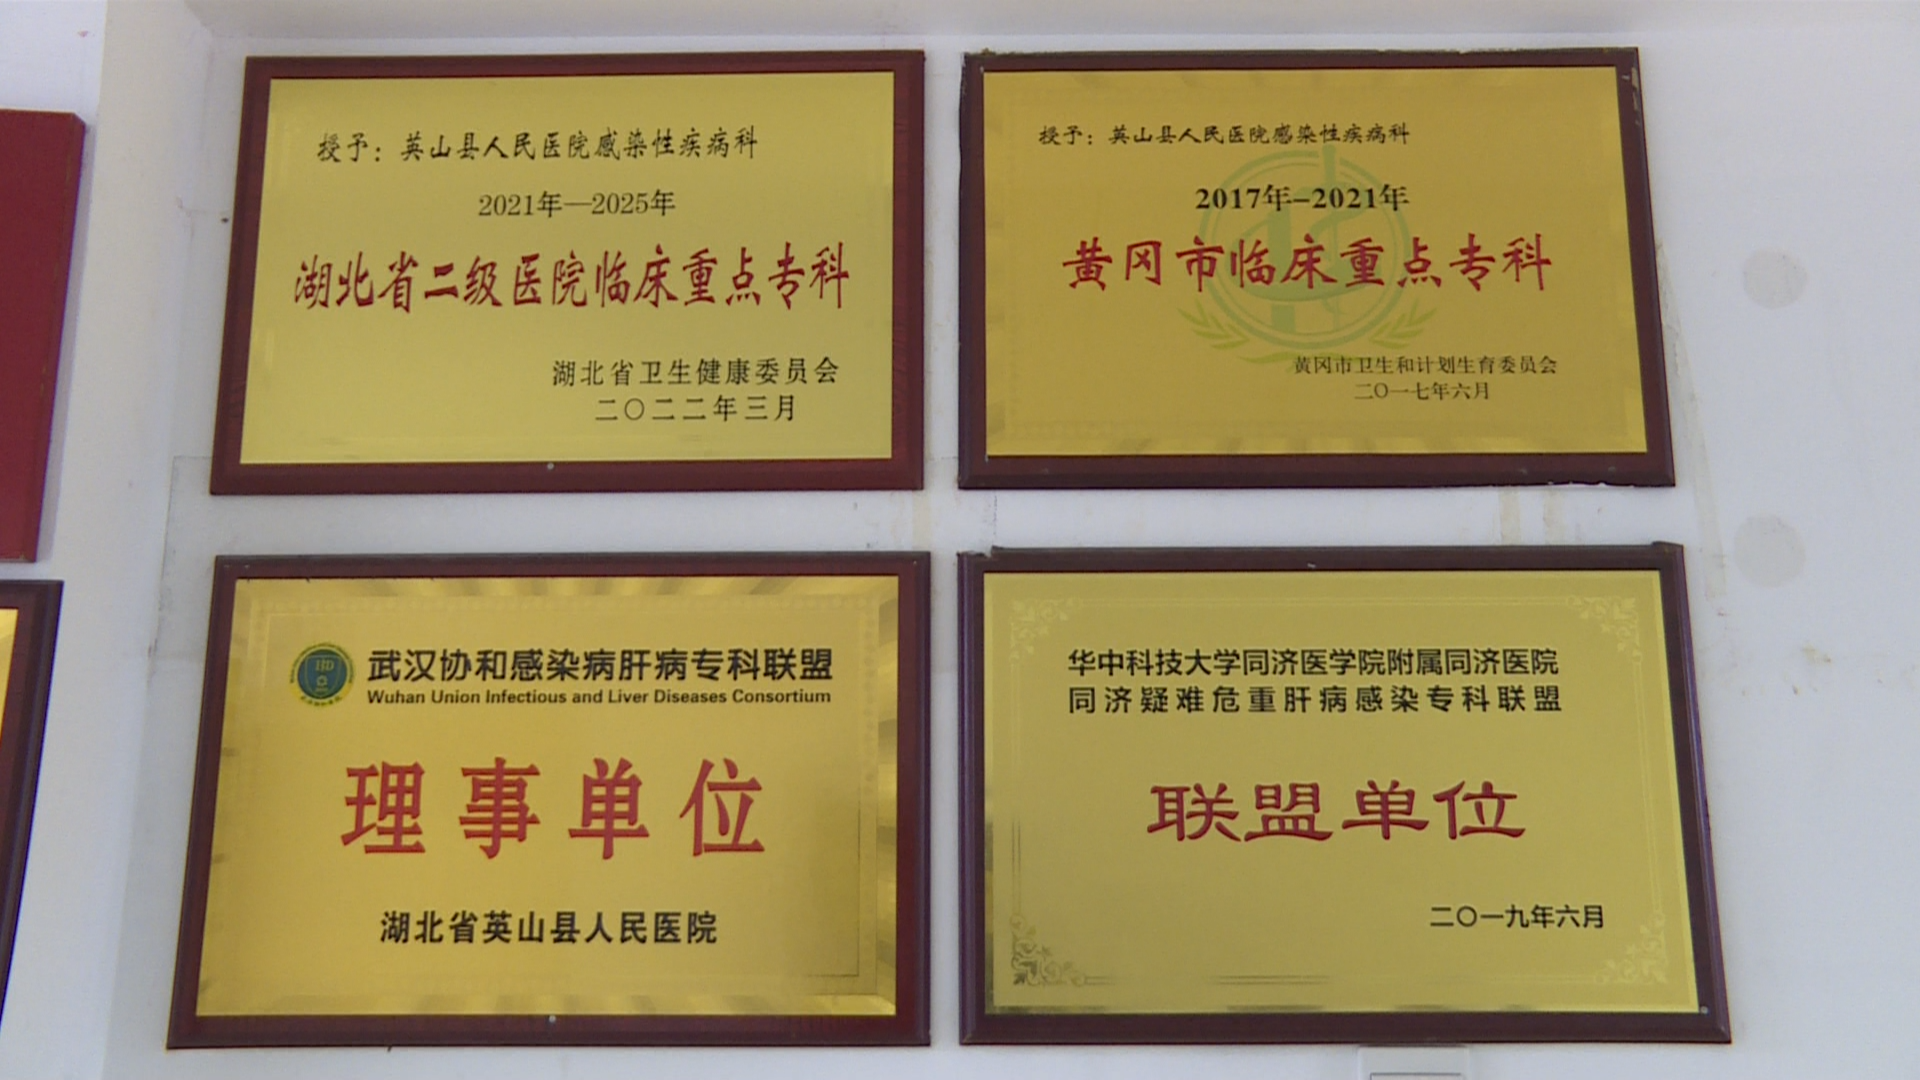 授予：英山县人民医院感染性疾病科
2021年—2025年
湖北省二级医院临床重点专科
湖北省卫生健康委员会
二〇二二年三月
授予：英山县人民医院感染性疾病科
2017年-2021年
黄冈市临床重点专科
黄冈市卫生和计划生育委员会
二〇一七年六月
武汉协和感染病肝病专科联盟
Wuhan Union Infectious and Liver Diseases Consortium
理事单位
湖北省英山县人民医院
华中科技大学同济医学院附属同济医院
同济疑难危重肝病感染专科联盟
联盟单位
二〇一九年六月